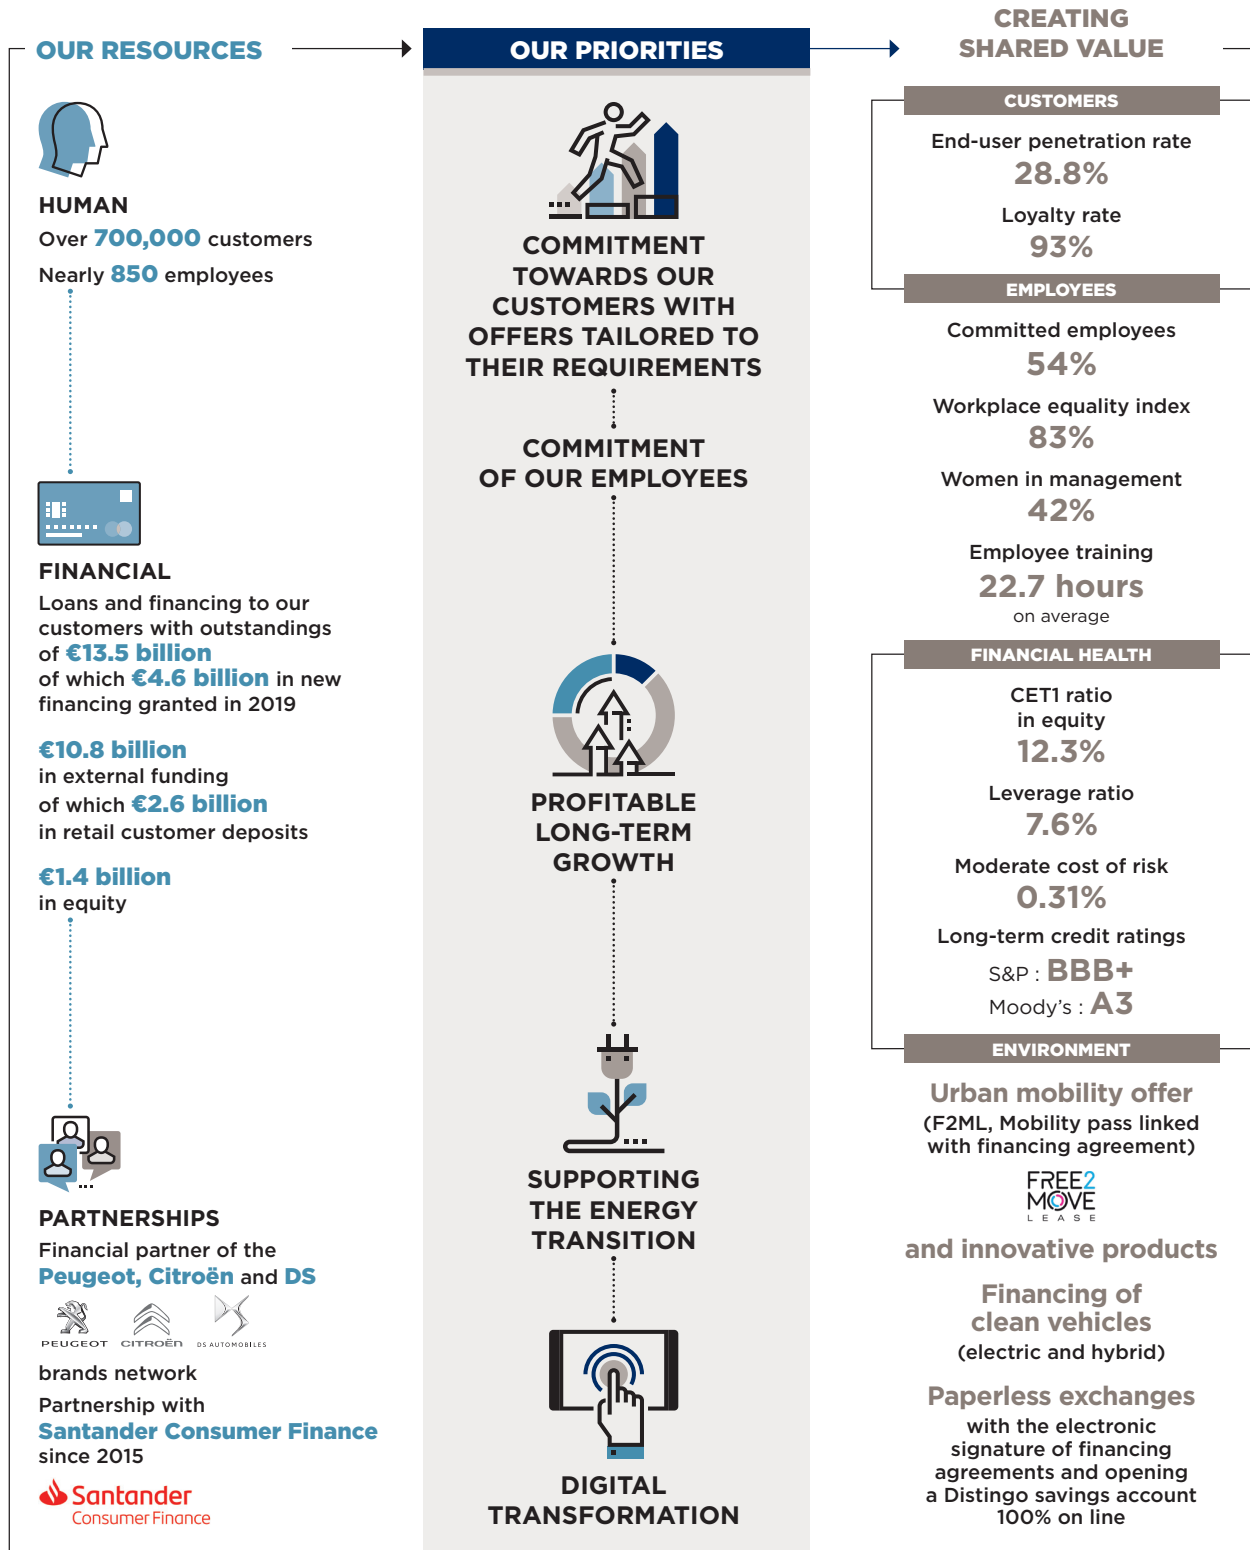 OUR RESOURCES
HUMAN
Over 700,000 customers
Nearly 850 employees
FINANCIAL
Loans and financing to our
customers with outstandings
of €13.5 billion
of which €4.6 billion in new
financing granted in 2019
€10.8 billion
in external funding
of which €2.6 billion
in retail customer deposits
€1.4 billion
in equity
PARTNERSHIPS
Financial partner of the
Peugeot, Citroën and DS
PEUGEOT CITROËN DS AUTOMOBILES
brands network
Partnership with
Santander Consumer Finance
since 2015
Santander
Consumer Finance
OUR PRIORITIES
COMMITMENT
TOWARDS OUR
CUSTOMERS WITH
OFFERS TAILORED TO
THEIR REQUIREMENTS
COMMITMENT
OF OUR EMPLOYEES
PROFITABLE
LONG-TERM
GROWTH
SUPPORTING
THE ENERGY
TRANSITION
DIGITAL
TRANSFORMATION
CREATING
SHARED VALUE
CUSTOMERS
End-user penetration rate
28.8%
Loyalty rate
93%
EMPLOYEES
Committed employees
54%
Workplace equality index
83%
Women in management
42%
Employee training
22.7 hours
on average
FINANCIAL HEALTH
CET1 ratio
in equity
12.3%
Leverage ratio
7.6%
Moderate cost of risk
0.31%
Long-term credit ratings
S&P : BBB+
Moody's : A3
ENVIRONMENT
Urban mobility offer
(F2ML, Mobility pass linked
with financing agreement)
FREE2
MOVE
LEASE
and innovative products
Financing of
clean vehicles
(electric and hybrid)
Paperless exchanges
with the electronic
signature of financing
agreements and opening
a Distingo savings account
100% on line